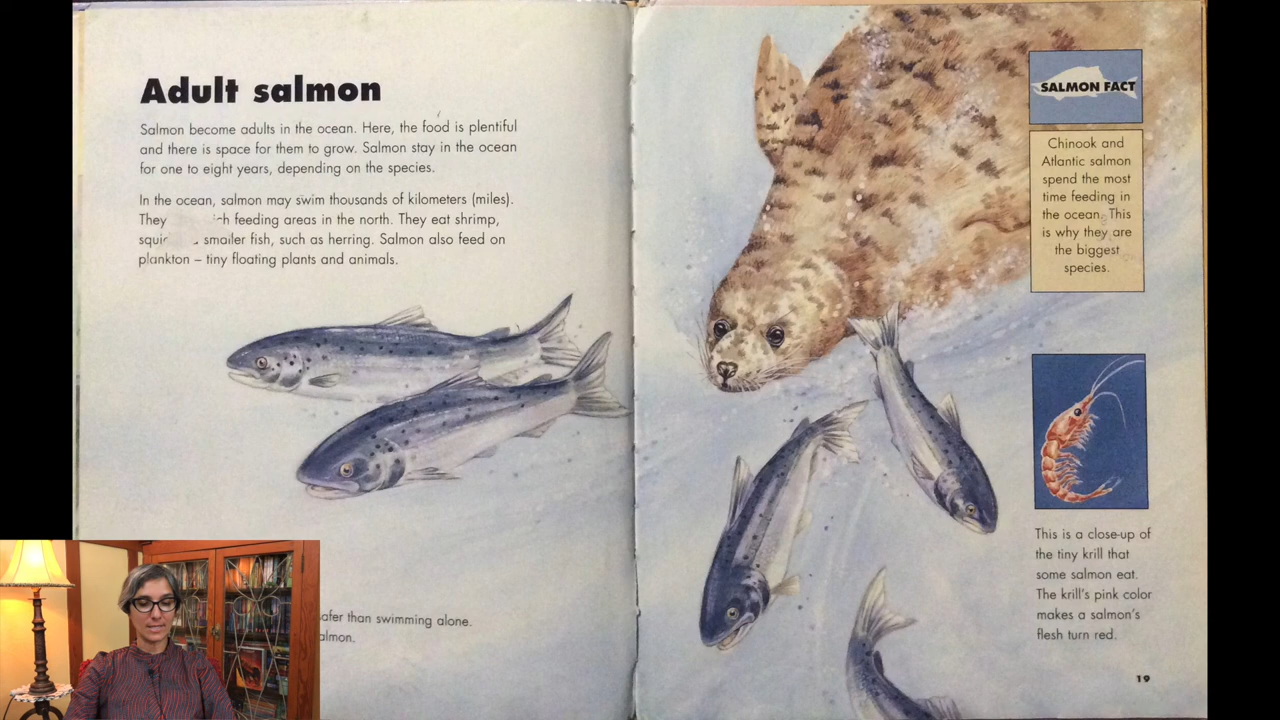 Adult salmon
Salmon become adults in the ocean. Here, the food is plentiful
and there is space for them to grow. Salmon stay in the ocean
for one to eight years, depending on the species.
In the ocean, salmon may swim thousands of kilometers (miles).
They feeding areas in the north. They eat shrimp,
smaller fish, such as herring. Salmon also feed on
plankton – tiny floating plants and animals.
than swimming alone.
SALMON FACT
Chinook and
Atlantic salmon
spend the most
time feeding in
the ocean. This
is why they are
the biggest
species.
This is a close-up of
the tiny krill that
some salmon eat.
The krill's pink color
makes a salmon's
flesh turn red.
19